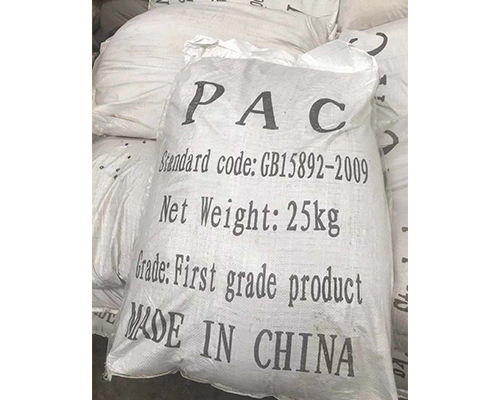 PAC
Standard code: GB15892-2009
Net Weight: 25kg
Grade: First grade product
MADE IN CHINA